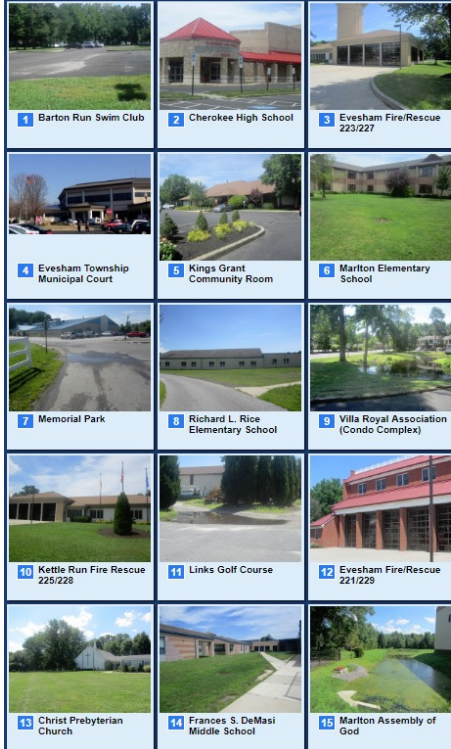 1 Barton Run Swim Club
2 Cherokee High School
3 Evesham Fire/Rescue
223/227
4 Evesham Township
Municipal Court
5 Kings Grant
Community Room
6 Marlton Elementary
School
7 Memorial Park
8 Richard L. Rice
Elementary School
9 Villa Royal Association
(Condo Complex)
10 Kettle Run Fire Rescue
225/228
11 Links Golf Course
12 Evesham Fire/Rescue
221/229
13 Christ Prebyterian
Church
14 Frances S. DeMasi
Middle School
15 Marlton Assembly of
God